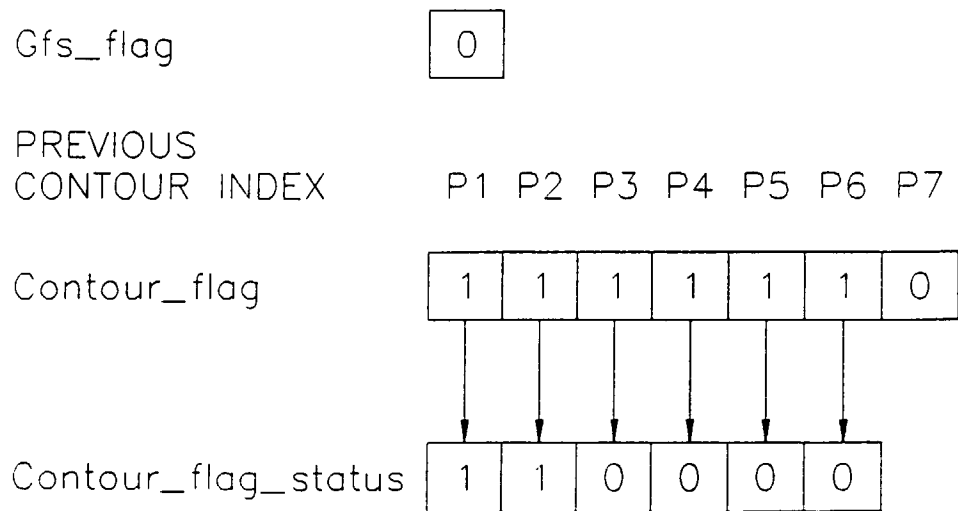 Gfs_flag 0
PREVIOUS
CONTOUR INDEX P1 P2 P3 P4 P5 P6 P7
Contour_flag 1 1 1 1 1 1 0
Contour_flag_status 1 1 0 0 0 0